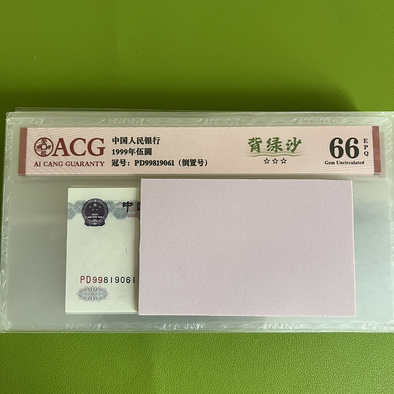 ACG
AI CANG GUARANTY
中国人民银行
1999年伍圆
冠号：PD99819061（倒置号）
背绿沙
☆☆☆
66 EPQ
Gem Uncirculated
中
PD99819061